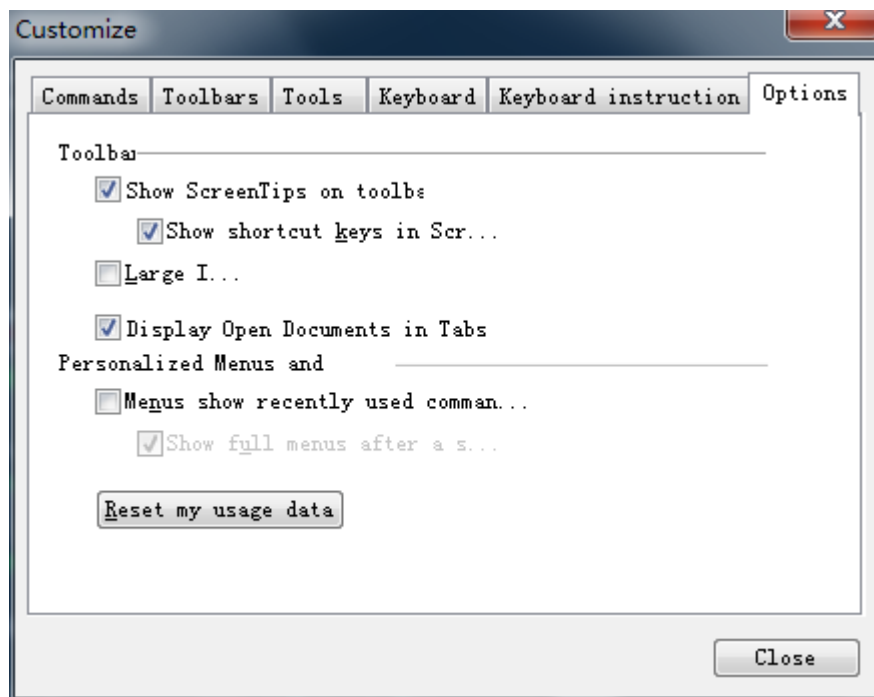 Customize
Commands Toolbars Tools Keyboard Keyboard instruction Options
Toolbar
Show ScreenTips on toolba
Show shortcut keys in Scr...
Large I...
Display Open Documents in Tabs
Personalized Menus and
Menus show recently used comman...
Show full menus after a s...
Reset my usage data
Close